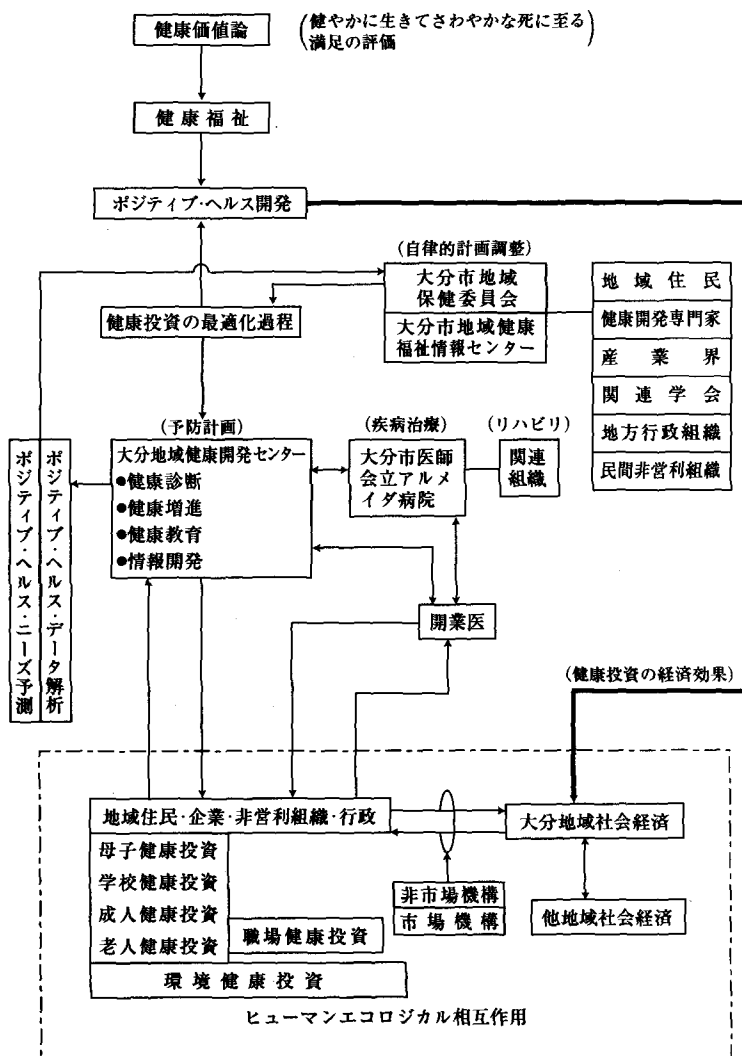 健康価値論
(健やかに生きてさわやかな死に至る
満足の評価)
健康福祉
ポジティブ・ヘルス開発
(自律的計画調整)
大分市地域
保健委員会
大分市地域健康
福祉情報センター
地域住民
健康開発専門家
産業界
関連学会
地方行政組織
民間非営利組織
健康投資の最適化過程
(予防計画)
大分地域健康開発センター
●健康診断
●健康増進
●健康教育
●情報開発
(疾病治療)
大分市医師
会立アルメ
イダ病院
(リハビリ)
関連
組織
ポジティブ・ヘルス・データ解析
ポジティブ・ヘルス・ニーズ予測
開業医
(健康投資の経済効果)
地域住民・企業・非営利組織・行政
大分地域社会経済
母子健康投資
学校健康投資
成人健康投資
老人健康投資
職場健康投資
環境健康投資
非市場機構
市場機構
他地域社会経済
ヒューマンエコロジカル相互作用